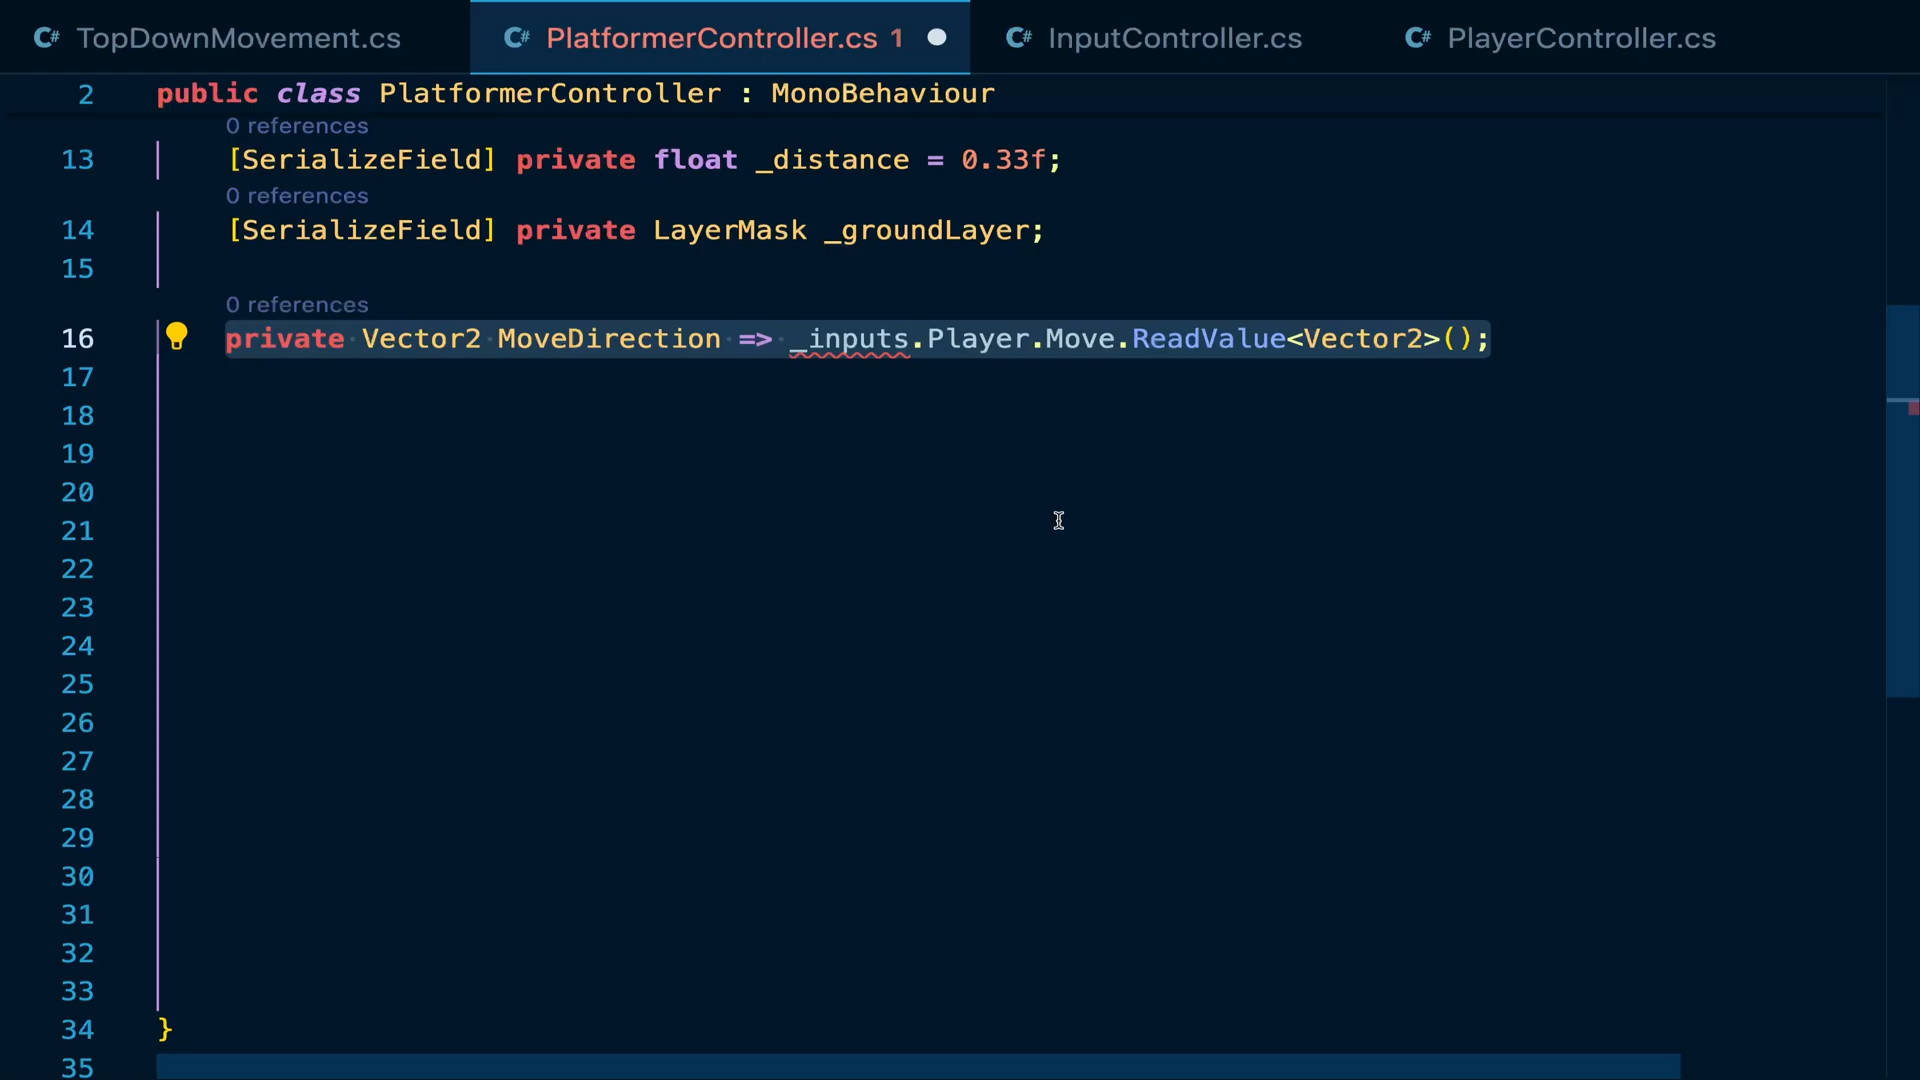 C# TopDownMovement.cs C# PlatformerController.cs 1 C# InputController.cs C# PlayerController.cs
2 public class PlatformerController : MonoBehaviour
0 references
13 [SerializeField] private float _distance = 0.33f;
0 references
14 [SerializeField] private LayerMask _groundLayer;
15
0 references
16 private Vector2 MoveDirection => _inputs.Player.Move.ReadValue<Vector2>();
17
18
19
20
21
22
23
24
25
26
27
28
29
30
31
32
33
34 }
35